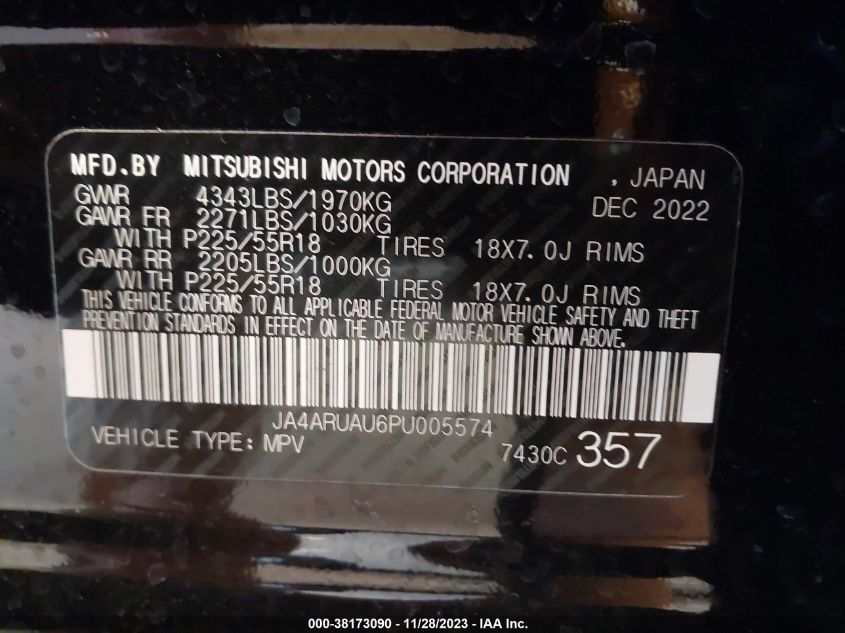 MFD.BY MITSUBISHI MOTORS CORPORATION , JAPAN
GVWR 4343LBS/1970KG DEC 2022
GAWR FR 2271LBS/1030KG
WITH P225/55R18 TIRES 18X7.0J RIMS
GAWR RR 2205LBS/1000KG
WITH P225/55R18 TIRES 18X7.0J RIMS
THIS VEHICLE CONFORMS TO ALL APPLICABLE FEDERAL MOTOR VEHICLE SAFETY AND THEFT
PREVENTION STANDARDS IN EFFECT ON THE DATE OF MANUFACTURE SHOWN ABOVE.
JA4ARUAU6PU005574
VEHICLE TYPE: MPV 7430C 357
000-38173090 - 11/28/2023 - IAA Inc.